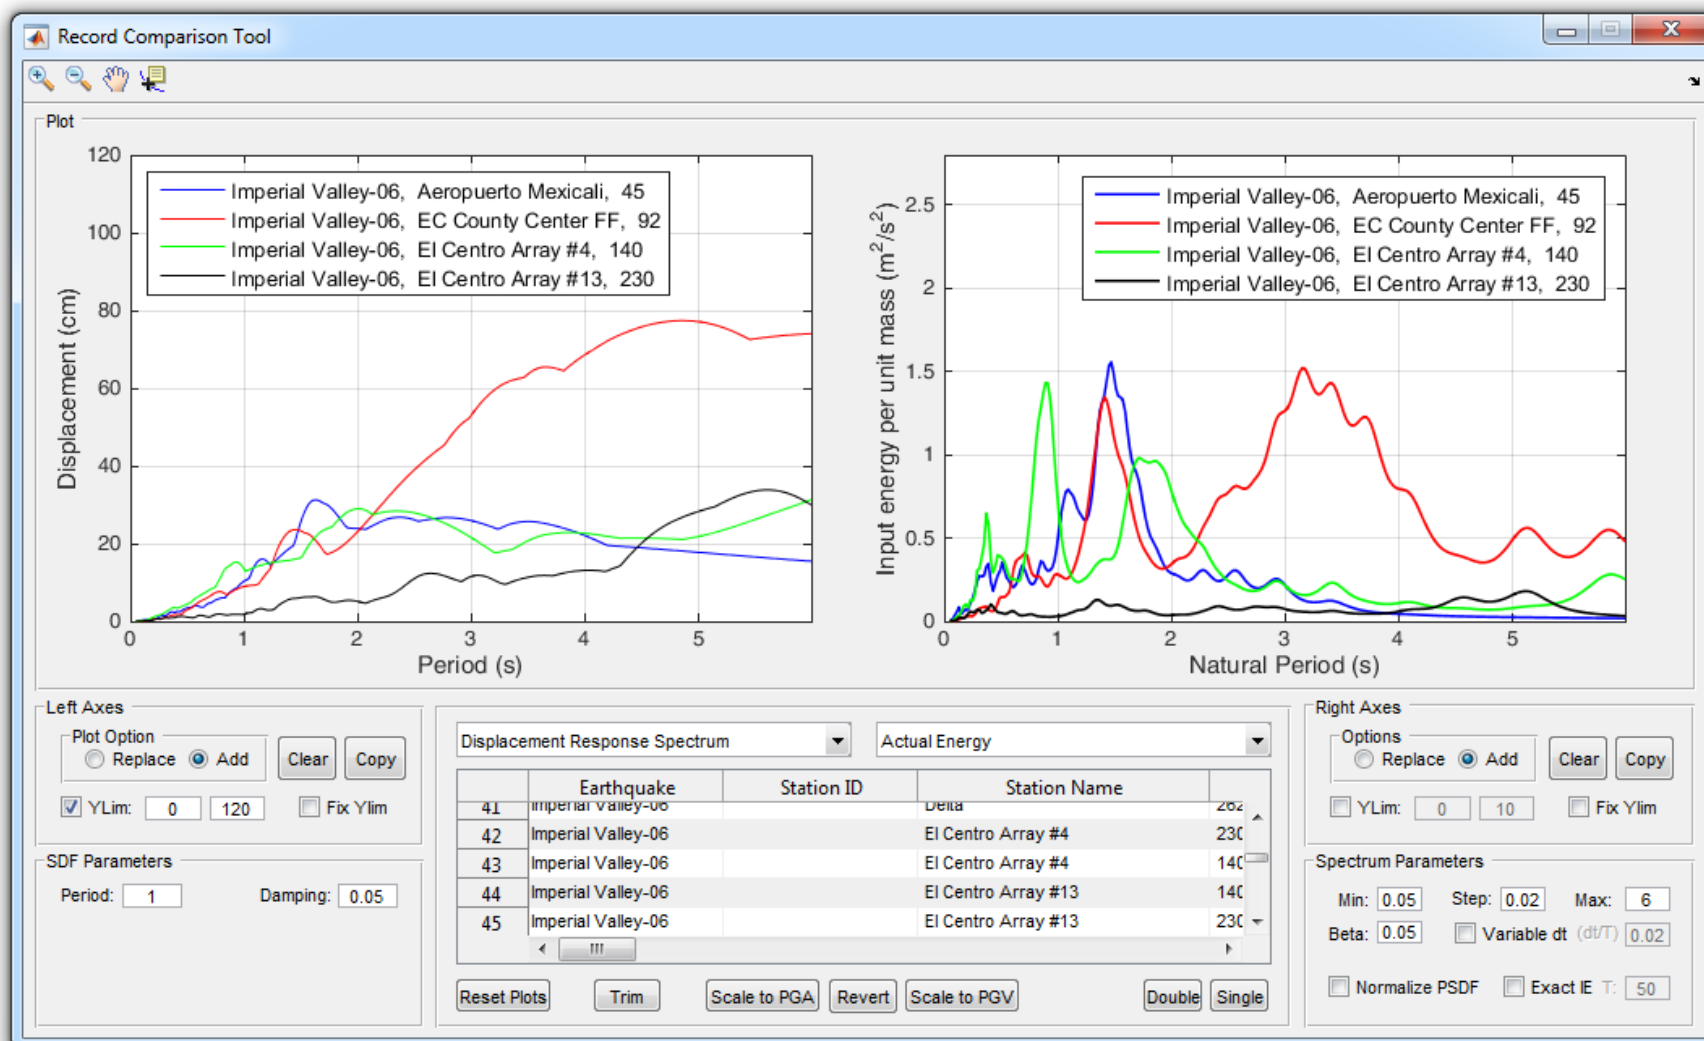 Record Comparison Tool
Plot
120
100
80
60
40
20
0
0 1 2 3 4 5
Displacement (cm)
Period (s)
Imperial Valley-06, Aeropuerto Mexicali, 45
Imperial Valley-06, EC County Center FF, 92
Imperial Valley-06, El Centro Array #4, 140
Imperial Valley-06, El Centro Array #13, 230
2.5
2
1.5
1
0.5
0
0 1 2 3 4 5
Input energy per unit mass (m²/s²)
Natural Period (s)
Imperial Valley-06, Aeropuerto Mexicali, 45
Imperial Valley-06, EC County Center FF, 92
Imperial Valley-06, El Centro Array #4, 140
Imperial Valley-06, El Centro Array #13, 230
Left Axes
Plot Option
Replace Add Clear Copy
YLim: 0 120 Fix Ylim
SDF Parameters
Period: 1 Damping: 0.05
Displacement Response Spectrum Actual Energy
Earthquake Station ID Station Name
41 Imperial Valley-06 Delta 262
42 Imperial Valley-06 El Centro Array #4 230
43 Imperial Valley-06 El Centro Array #4 140
44 Imperial Valley-06 El Centro Array #13 140
45 Imperial Valley-06 El Centro Array #13 230
Reset Plots Trim Scale to PGA Revert Scale to PGV Double Single
Right Axes
Options
Replace Add Clear Copy
YLim: 0 10 Fix Ylim
Spectrum Parameters
Min: 0.05 Step: 0.02 Max: 6
Beta: 0.05 Variable dt (dt/T) 0.02
Normalize PSDF Exact IE T: 50